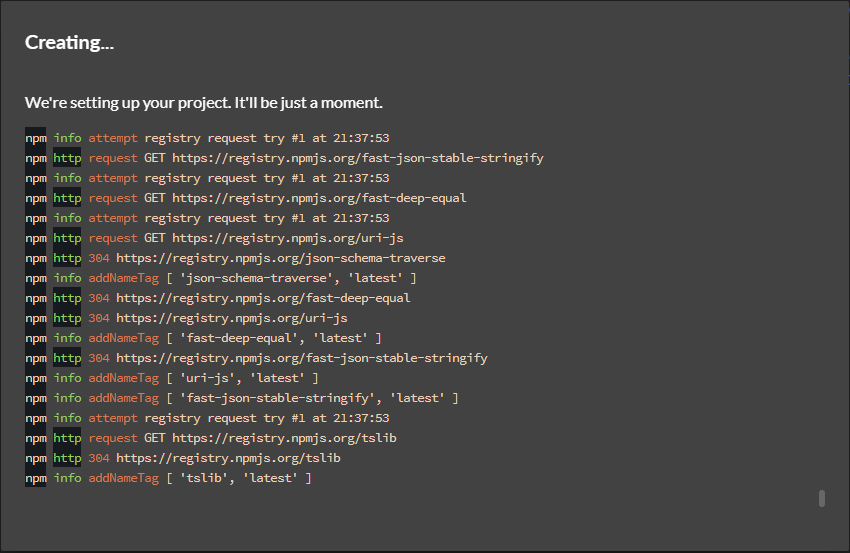 Creating...
We're setting up your project. It'll be just a moment.
npm info attempt registry request try #1 at 21:37:53
npm http request GET https://registry.npmjs.org/fast-json-stable-stringify
npm info attempt registry request try #1 at 21:37:53
npm http request GET https://registry.npmjs.org/fast-deep-equal
npm info attempt registry request try #1 at 21:37:53
npm http request GET https://registry.npmjs.org/uri-js
npm http 304 https://registry.npmjs.org/json-schema-traverse
npm info addNameTag [ 'json-schema-traverse', 'latest' ]
npm http 304 https://registry.npmjs.org/fast-deep-equal
npm http 304 https://registry.npmjs.org/uri-js
npm info addNameTag [ 'fast-deep-equal', 'latest' ]
npm http 304 https://registry.npmjs.org/fast-json-stable-stringify
npm info addNameTag [ 'uri-js', 'latest' ]
npm info addNameTag [ 'fast-json-stable-stringify', 'latest' ]
npm info attempt registry request try #1 at 21:37:53
npm http request GET https://registry.npmjs.org/tslib
npm http 304 https://registry.npmjs.org/tslib
npm info addNameTag [ 'tslib', 'latest' ]